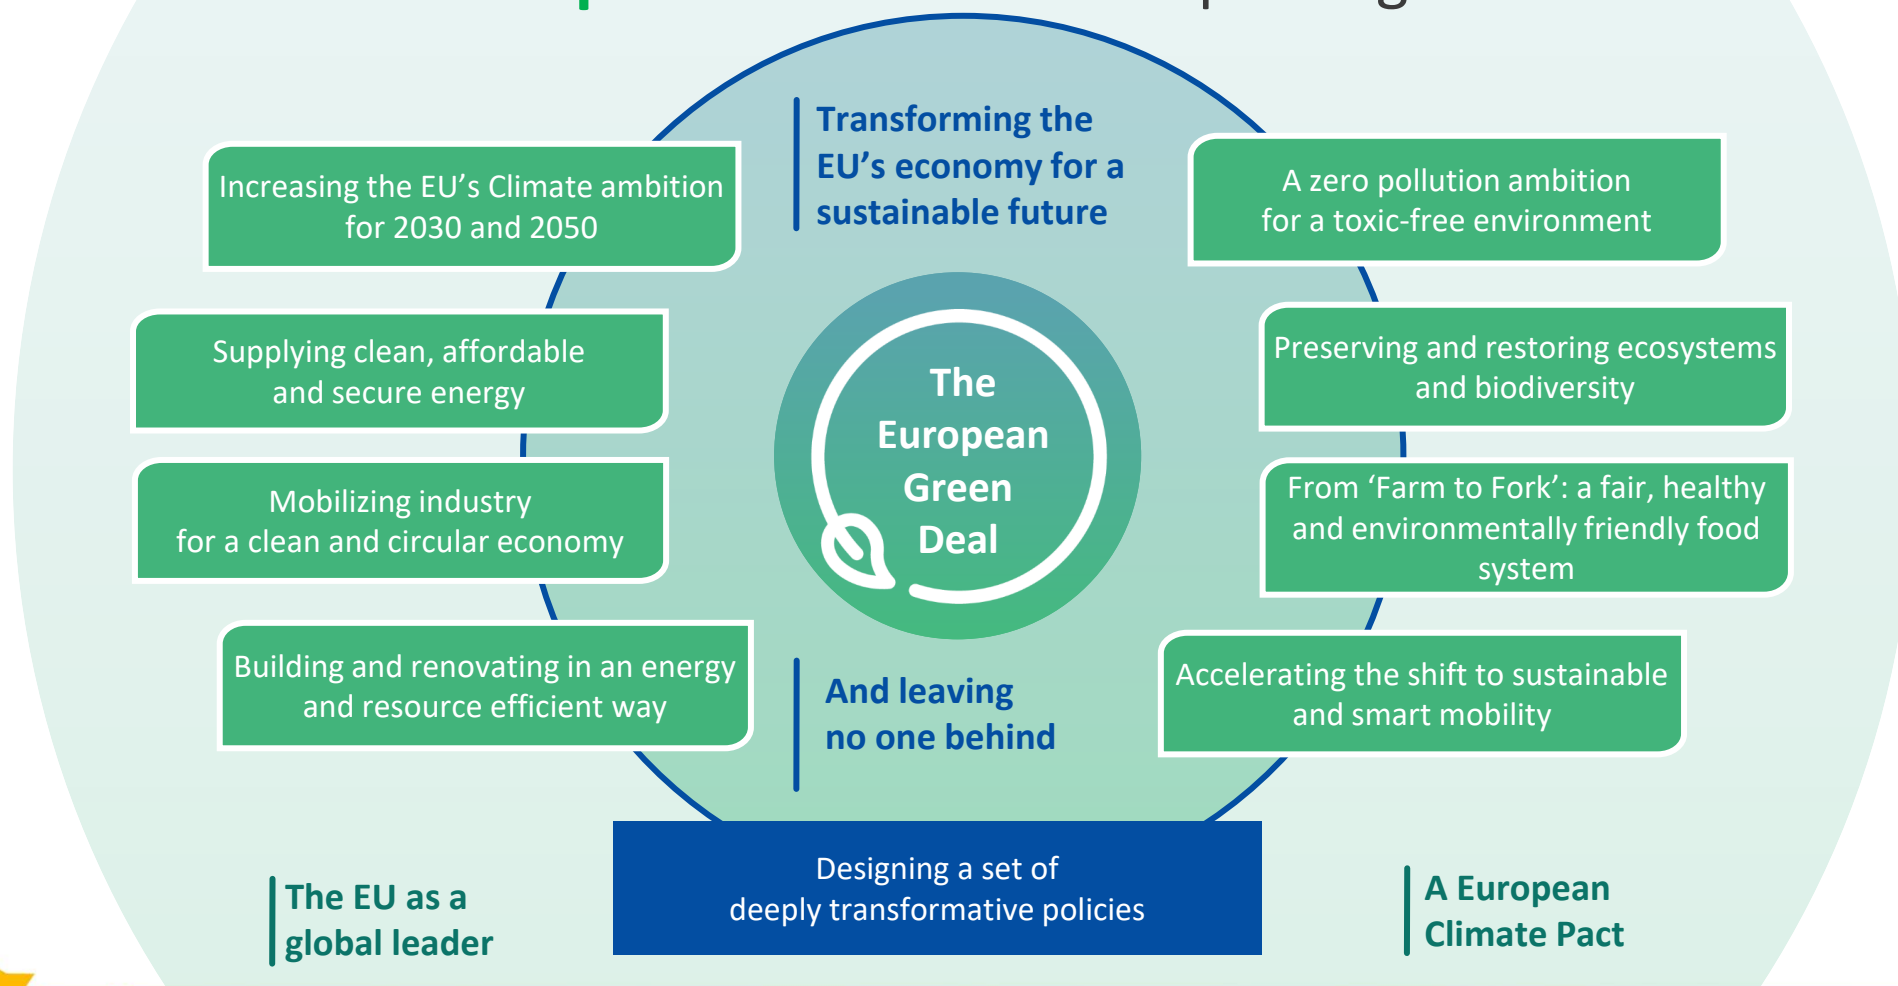 Transforming the
EU's economy for a
sustainable future
Increasing the EU's Climate ambition
for 2030 and 2050
Supplying clean, affordable
and secure energy
Mobilizing industry
for a clean and circular economy
Building and renovating in an energy
and resource efficient way
The
European
Green
Deal
A zero pollution ambition
for a toxic-free environment
Preserving and restoring ecosystems
and biodiversity
From ‘Farm to Fork’: a fair, healthy
and environmentally friendly food
system
Accelerating the shift to sustainable
and smart mobility
And leaving
no one behind
Designing a set of
deeply transformative policies
The EU as a
global leader
A European
Climate Pact